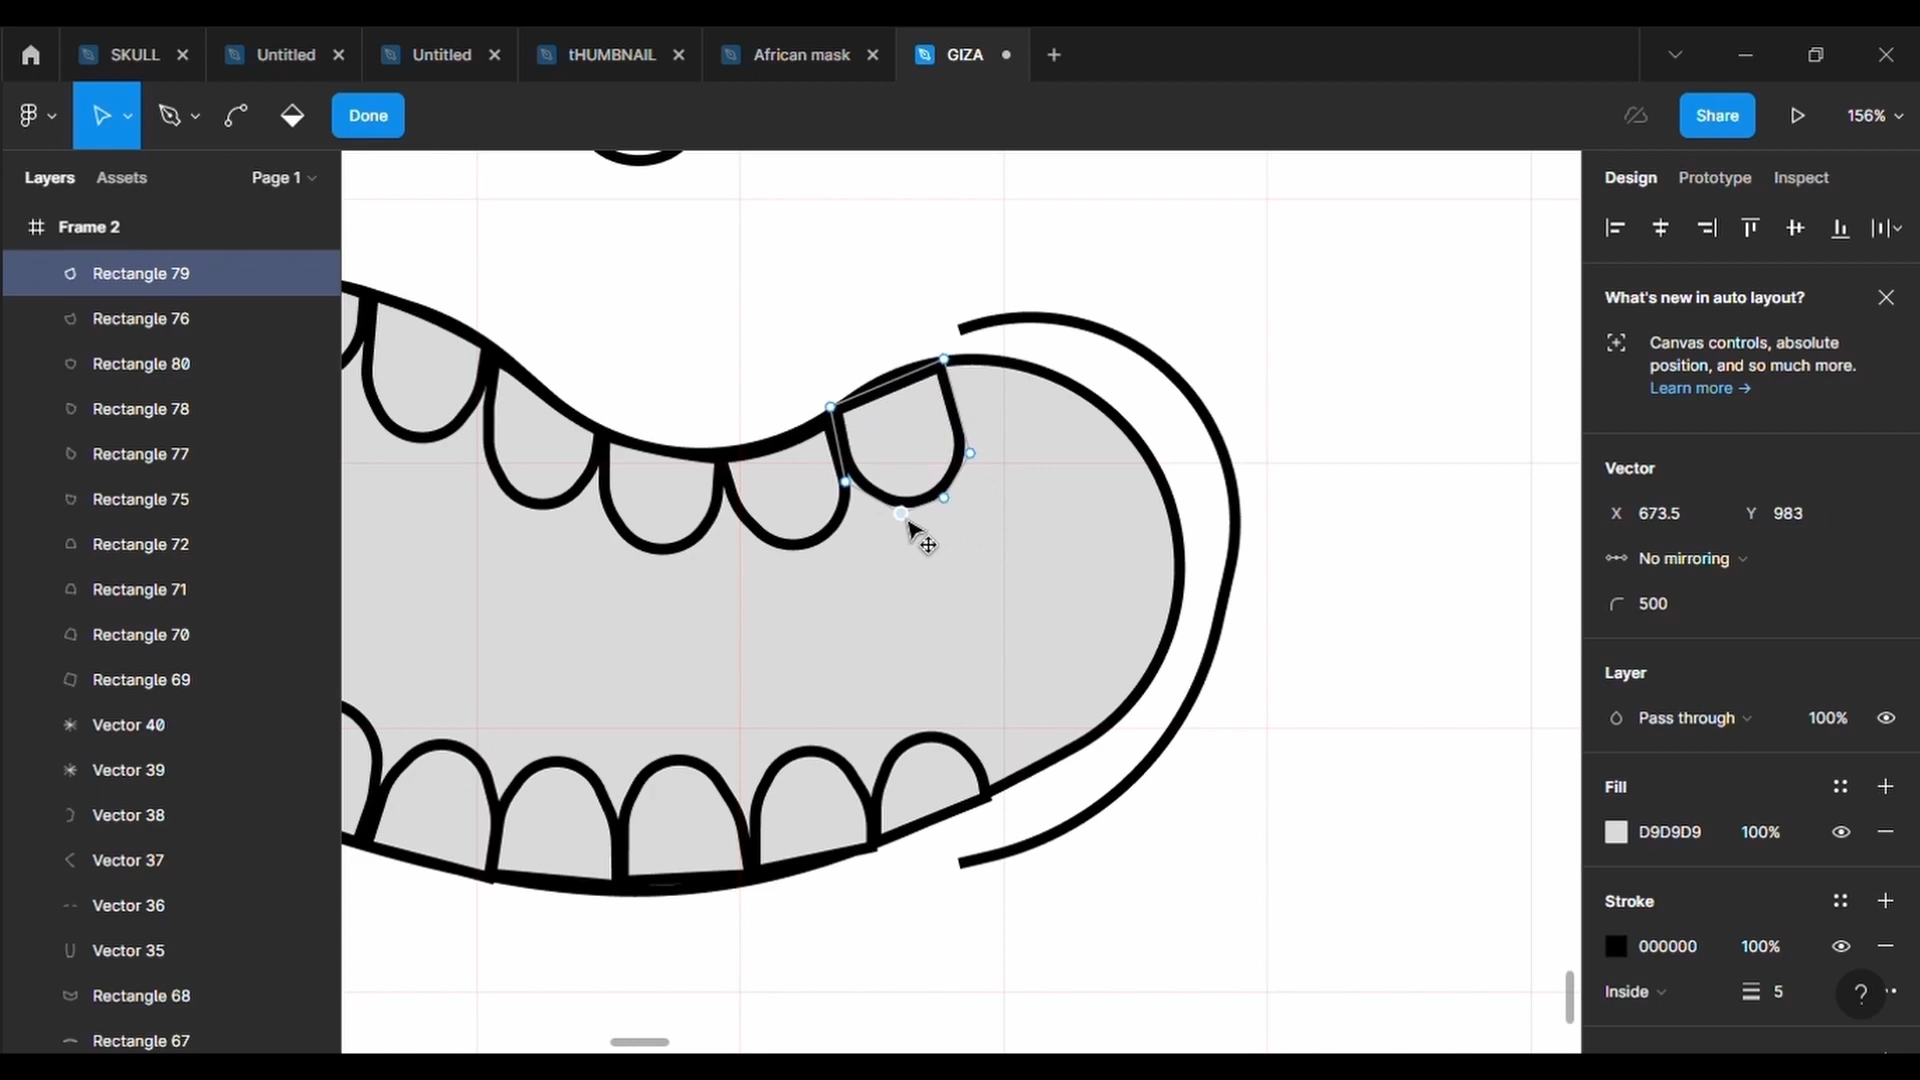 SKULL
Untitled
Untitled
tHUMBNAIL
African mask
GIZA
Done
Share
156%
Layers
Assets
Page 1
Frame 2
Rectangle 79
Rectangle 76
Rectangle 80
Rectangle 78
Rectangle 77
Rectangle 75
Rectangle 72
Rectangle 71
Rectangle 70
Rectangle 69
Vector 40
Vector 39
Vector 38
Vector 37
Vector 36
Vector 35
Rectangle 68
Rectangle 67
Design
Prototype
Inspect
What's new in auto layout?
Canvas controls, absolute
position, and so much more.
Learn more →
Vector
X 673.5
Y 983
No mirroring
500
Layer
Pass through
100%
Fill
D9D9D9
100%
Stroke
000000
100%
Inside
5
?